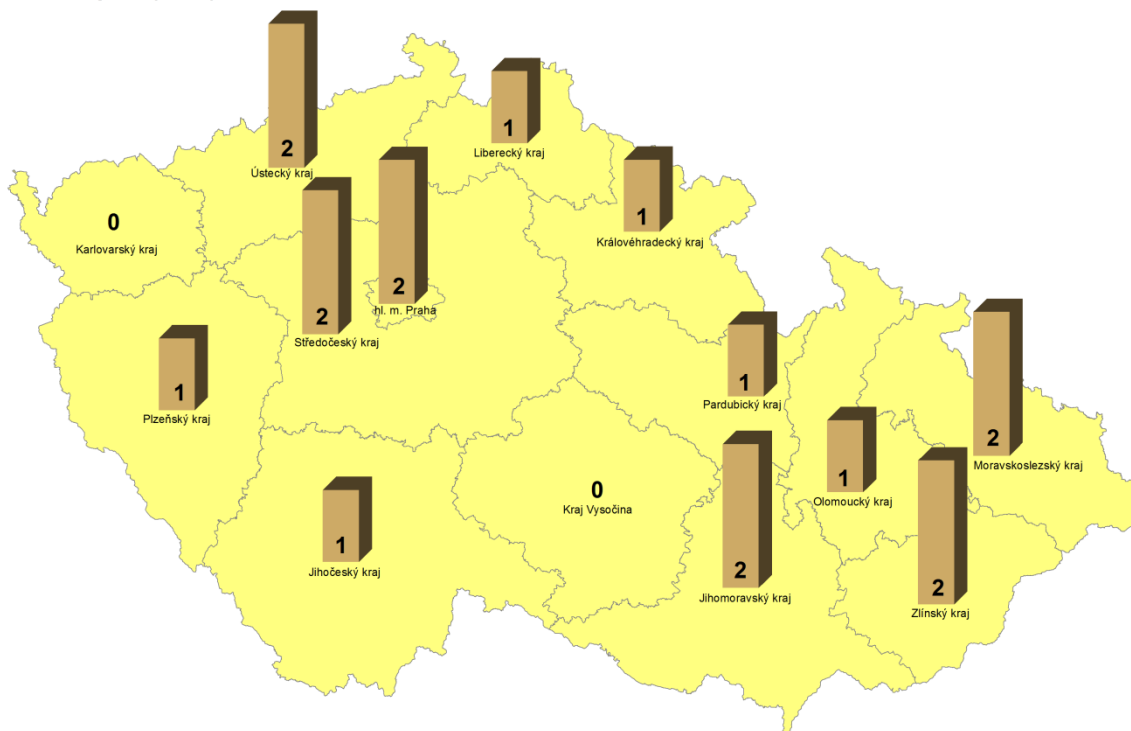 2
Ústecký kraj
1
Liberecký kraj
1
Královéhradecký kraj
0
Karlovarský kraj
2
hl. m. Praha
2
Středočeský kraj
1
Plzeňský kraj
1
Pardubický kraj
2
Moravskoslezský kraj
1
Olomoucký kraj
0
Kraj Vysočina
1
Jihočeský kraj
2
Jihomoravský kraj
2
Zlínský kraj